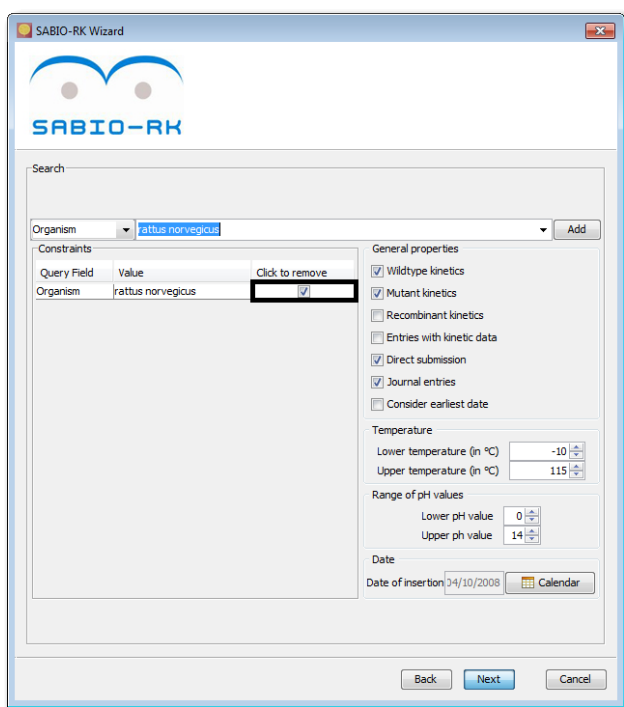 SABIO-RK Wizard
SABIO-RK
Search
Organism rattus norvegicus Add
Constraints
Query Field Value Click to remove
Organism rattus norvegicus
General properties
Wildtype kinetics
Mutant kinetics
Recombinant kinetics
Entries with kinetic data
Direct submission
Journal entries
Consider earliest date
Temperature
Lower temperature (in °C) -10
Upper temperature (in °C) 115
Range of pH values
Lower pH value 0
Upper ph value 14
Date
Date of insertion 04/10/2008 Calendar
Back Next Cancel